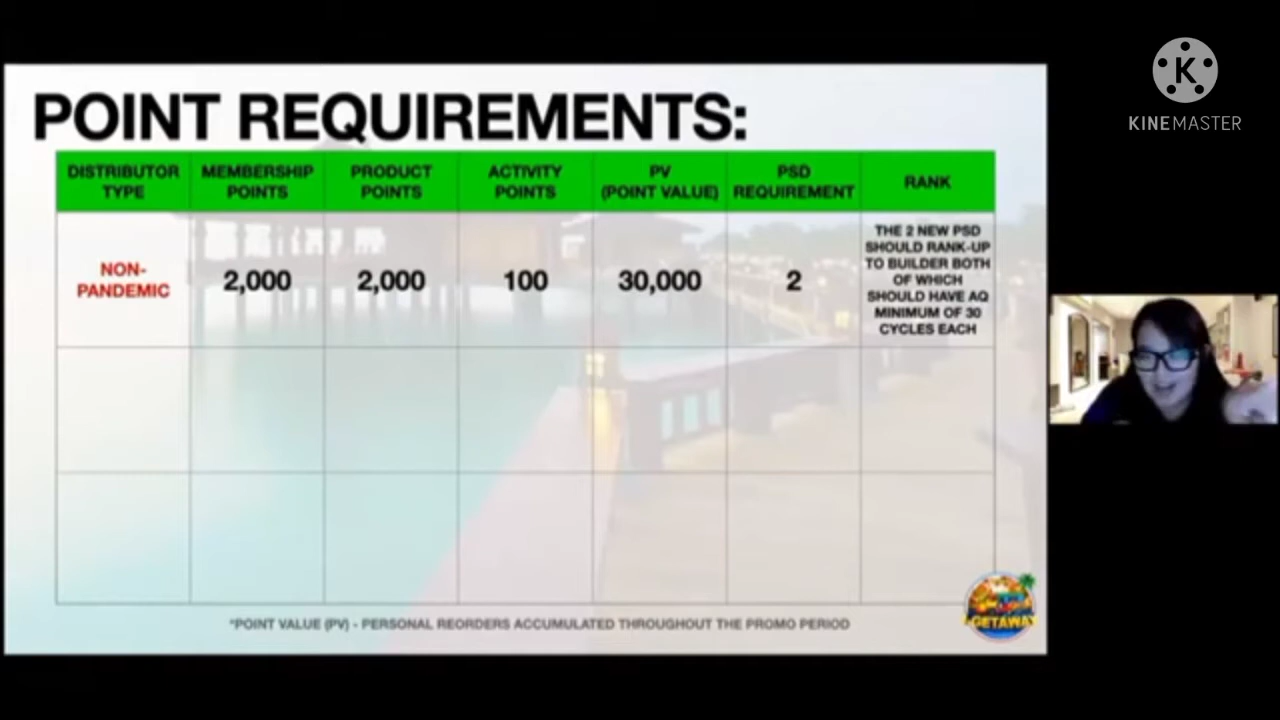 POINT REQUIREMENTS:
DISTRIBUTOR TYPE
MEMBERSHIP POINTS
PRODUCT POINTS
ACTIVITY POINTS
PV (POINT VALUE)
PSD REQUIREMENT
RANK
NON-PANDEMIC
2,000
2,000
100
30,000
2
THE 2 NEW PSD
SHOULD RANK-UP
TO BUILDER BOTH
OF WHICH
SHOULD HAVE AQ
MINIMUM OF 30
CYCLES EACH
*POINT VALUE (PV) - PERSONAL REORDERS ACCUMULATED THROUGHOUT THE PROMO PERIOD
GETAWAY
K
KINEMASTER